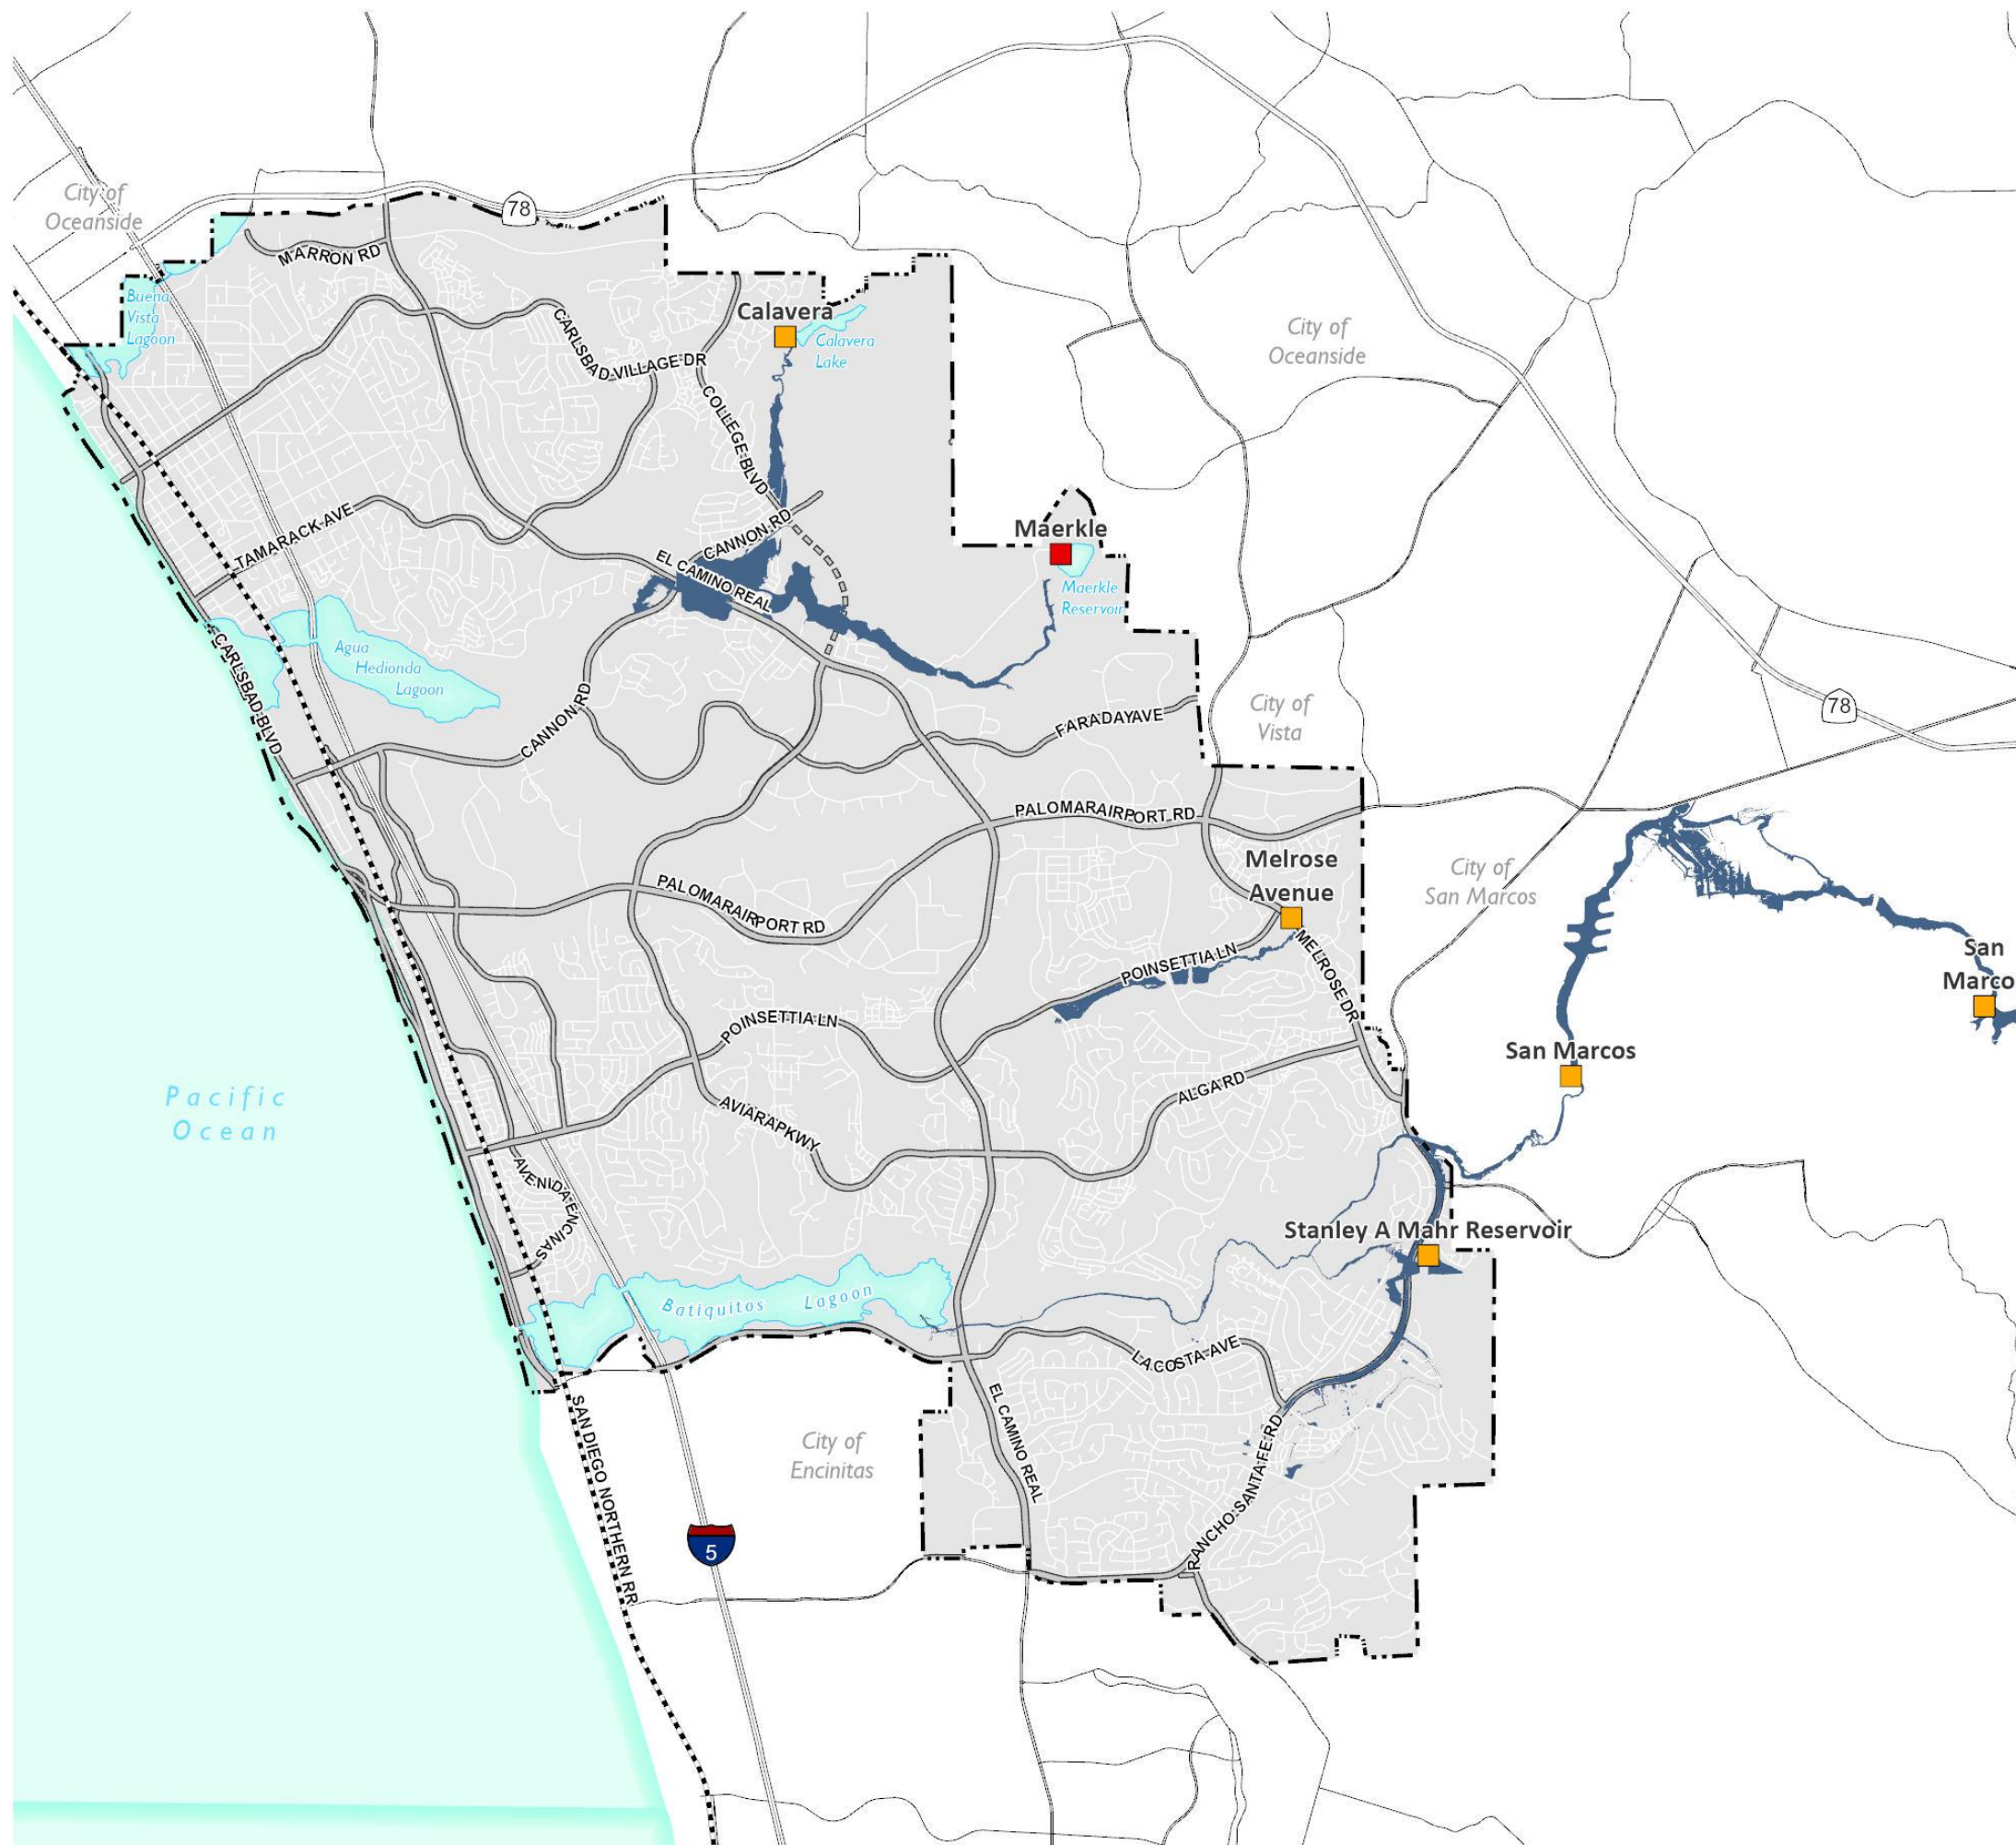 City of
Oceanside
78
MARRON RD
Buena
Vista
Lagoon
CARLSBAD VILLAGE DR
Calavera
Calavera
Lake
COLLEGE BLVD
City of
Oceanside
TAMARACK AVE
CANNON RD
EL CAMINO REAL
Maerkle
Maerkle
Reservoir
Agua
Hedionda
Lagoon
CARLSBAD BLVD
CANNON RD
FARADAY AVE
City of
Vista
78
PALOMAR AIRPORT RD
Melrose
Avenue
City of
San Marcos
PALOMAR AIRPORT RD
POINSETTIA LN
MELROSE DR
San
Marco
POINSETTIA LN
San Marcos
ALGA RD
AVIARA PKWY
Pacific
Ocean
AVENIDA ENCINAS
Stanley A Mahr Reservoir
Batiquitos Lagoon
LA COSTA AVE
EL CAMINO REAL
RANCHO SANTA FE RD
City of
Encinitas
SAN DIEGO NORTHERN RR
5